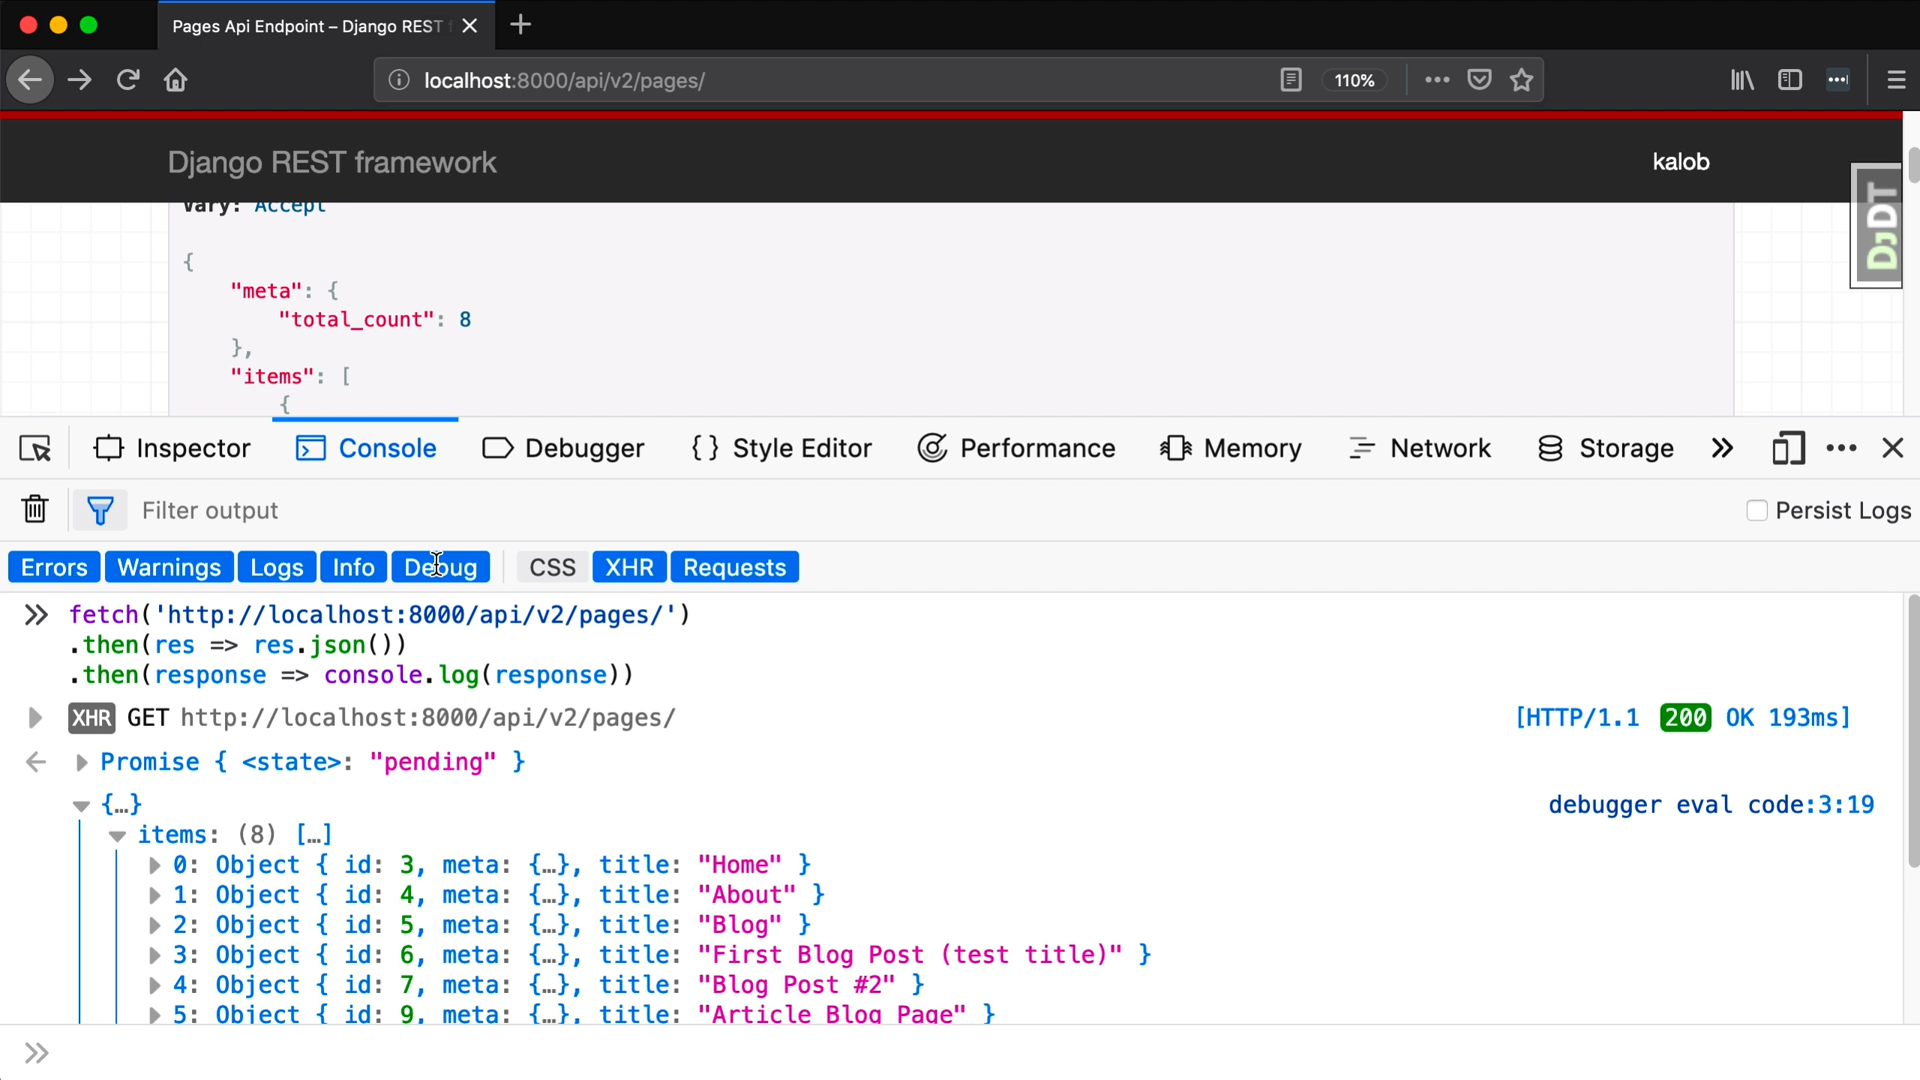 Pages Api Endpoint – Django REST f
localhost:8000/api/v2/pages/
110%
Django REST framework
kalob
DjDT
Vary: Accept
{
"meta": {
"total_count": 8
},
"items": [
{
Inspector
Console
Debugger
Style Editor
Performance
Memory
Network
Storage
Filter output
Persist Logs
Errors
Warnings
Logs
Info
Debug
CSS
XHR
Requests
fetch('http://localhost:8000/api/v2/pages/')
.then(res => res.json())
.then(response => console.log(response))
XHR GET http://localhost:8000/api/v2/pages/ [HTTP/1.1 200 OK 193ms]
Promise { <state>: "pending" }
{…} debugger eval code:3:19
items: (8) […]
0: Object { id: 3, meta: {…}, title: "Home" }
1: Object { id: 4, meta: {…}, title: "About" }
2: Object { id: 5, meta: {…}, title: "Blog" }
3: Object { id: 6, meta: {…}, title: "First Blog Post (test title)" }
4: Object { id: 7, meta: {…}, title: "Blog Post #2" }
5: Object { id: 9, meta: {…}, title: "Article Blog Page" }